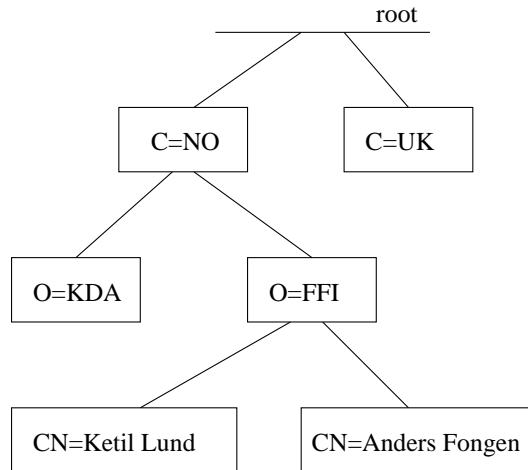 root
C=NO
C=UK
O=KDA
O=FFI
CN=Ketil Lund
CN=Anders Fongen